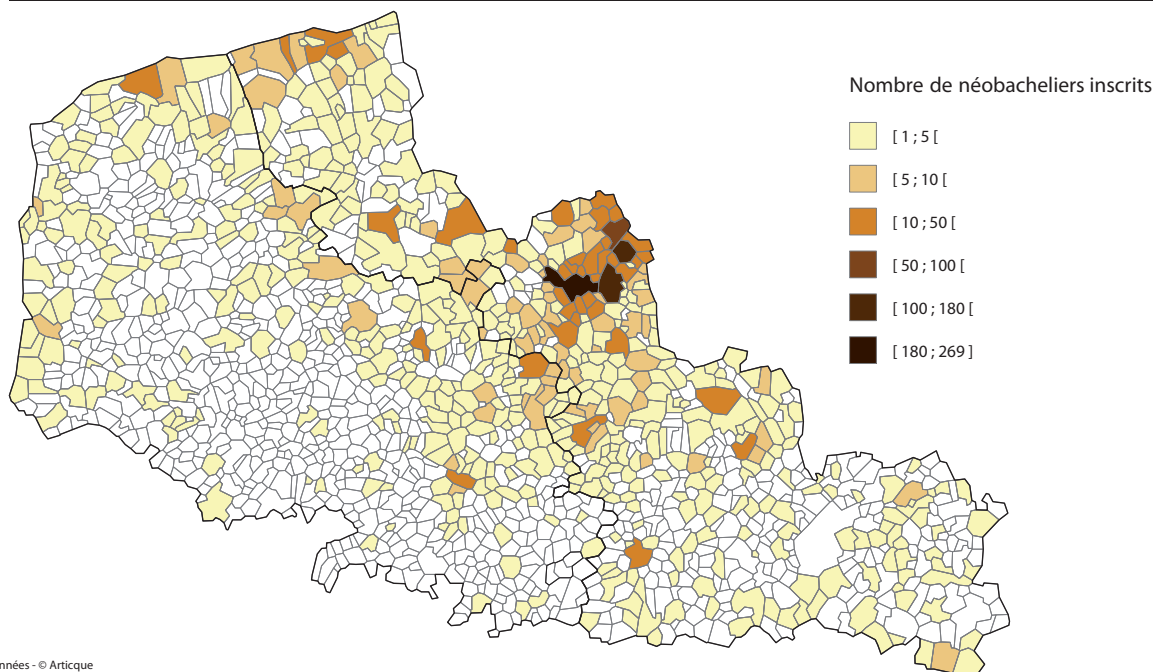 Nombre de néobacheliers inscrits
[ 1 ; 5 [
[ 5 ; 10 [
[ 10 ; 50 [
[ 50 ; 100 [
[ 100 ; 180 [
[ 180 ; 269 ]
nnées - © Articque